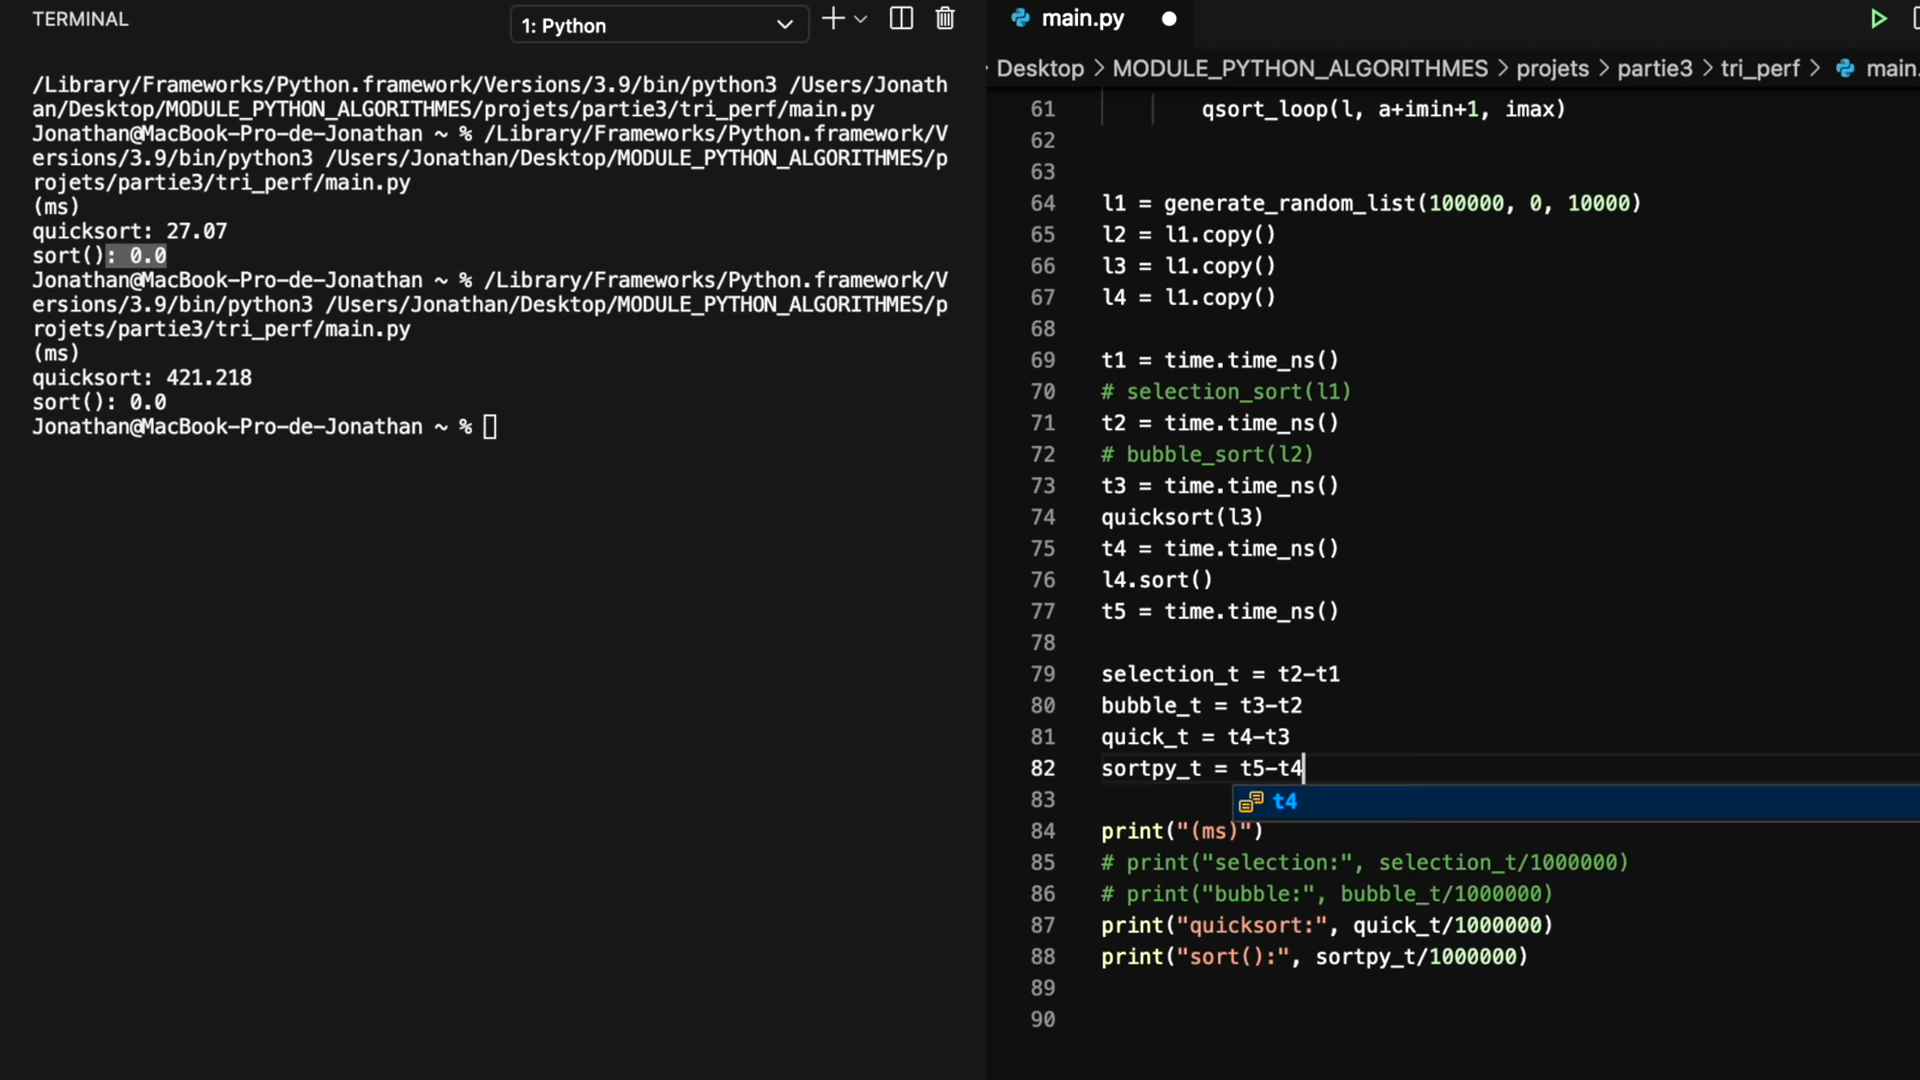 TERMINAL
1: Python
/Library/Frameworks/Python.framework/Versions/3.9/bin/python3 /Users/Jonath
an/Desktop/MODULE_PYTHON_ALGORITHMES/projets/partie3/tri_perf/main.py
Jonathan@MacBook-Pro-de-Jonathan ~ % /Library/Frameworks/Python.framework/V
ersions/3.9/bin/python3 /Users/Jonathan/Desktop/MODULE_PYTHON_ALGORITHMES/p
rojets/partie3/tri_perf/main.py
(ms)
quicksort: 27.07
sort(): 0.0
Jonathan@MacBook-Pro-de-Jonathan ~ % /Library/Frameworks/Python.framework/V
ersions/3.9/bin/python3 /Users/Jonathan/Desktop/MODULE_PYTHON_ALGORITHMES/p
rojets/partie3/tri_perf/main.py
(ms)
quicksort: 421.218
sort(): 0.0
Jonathan@MacBook-Pro-de-Jonathan ~ %
main.py
Desktop > MODULE_PYTHON_ALGORITHMES > projets > partie3 > tri_perf > main.
61 qsort_loop(l, a+imin+1, imax)
62
63
64 l1 = generate_random_list(100000, 0, 10000)
65 l2 = l1.copy()
66 l3 = l1.copy()
67 l4 = l1.copy()
68
69 t1 = time.time_ns()
70 # selection_sort(l1)
71 t2 = time.time_ns()
72 # bubble_sort(l2)
73 t3 = time.time_ns()
74 quicksort(l3)
75 t4 = time.time_ns()
76 l4.sort()
77 t5 = time.time_ns()
78
79 selection_t = t2-t1
80 bubble_t = t3-t2
81 quick_t = t4-t3
82 sortpy_t = t5-t4
83 t4
84 print("(ms)")
85 # print("selection:", selection_t/1000000)
86 # print("bubble:", bubble_t/1000000)
87 print("quicksort:", quick_t/1000000)
88 print("sort():", sortpy_t/1000000)
89
90